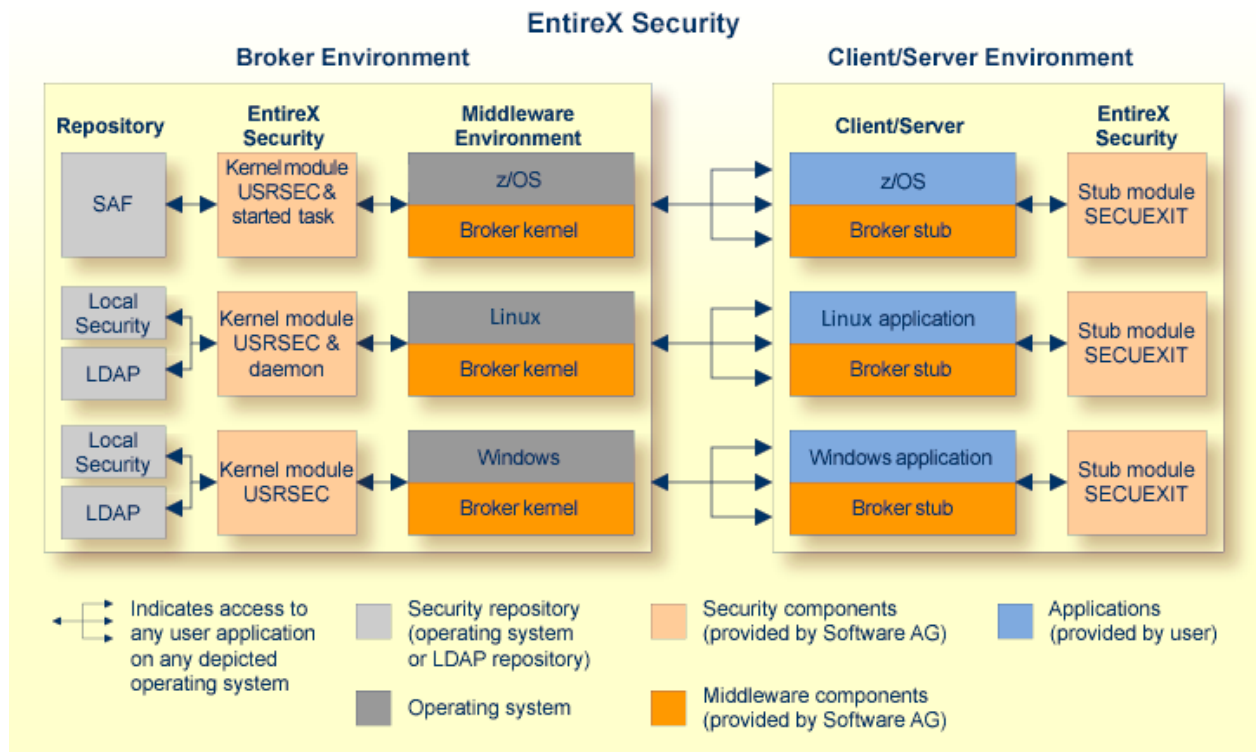 EntireX Security
Broker Environment
Client/Server Environment
Repository
EntireX
Security
Middleware
Environment
Client/Server
EntireX
Security
SAF
Kernel module
USRSEC &
started task
z/OS
Broker kernel
z/OS
Broker stub
Stub module
SECUEXIT
Local
Security
LDAP
Kernel module
USRSEC &
daemon
Linux
Broker kernel
Linux application
Broker stub
Stub module
SECUEXIT
Local
Security
LDAP
Kernel module
USRSEC
Windows
Broker kernel
Windows application
Broker stub
Stub module
SECUEXIT
Indicates access to
any user application
on any depicted
operating system
Security repository
(operating system
or LDAP repository)
Operating system
Security components
(provided by Software AG)
Middleware components
(provided by Software AG)
Applications
(provided by user)